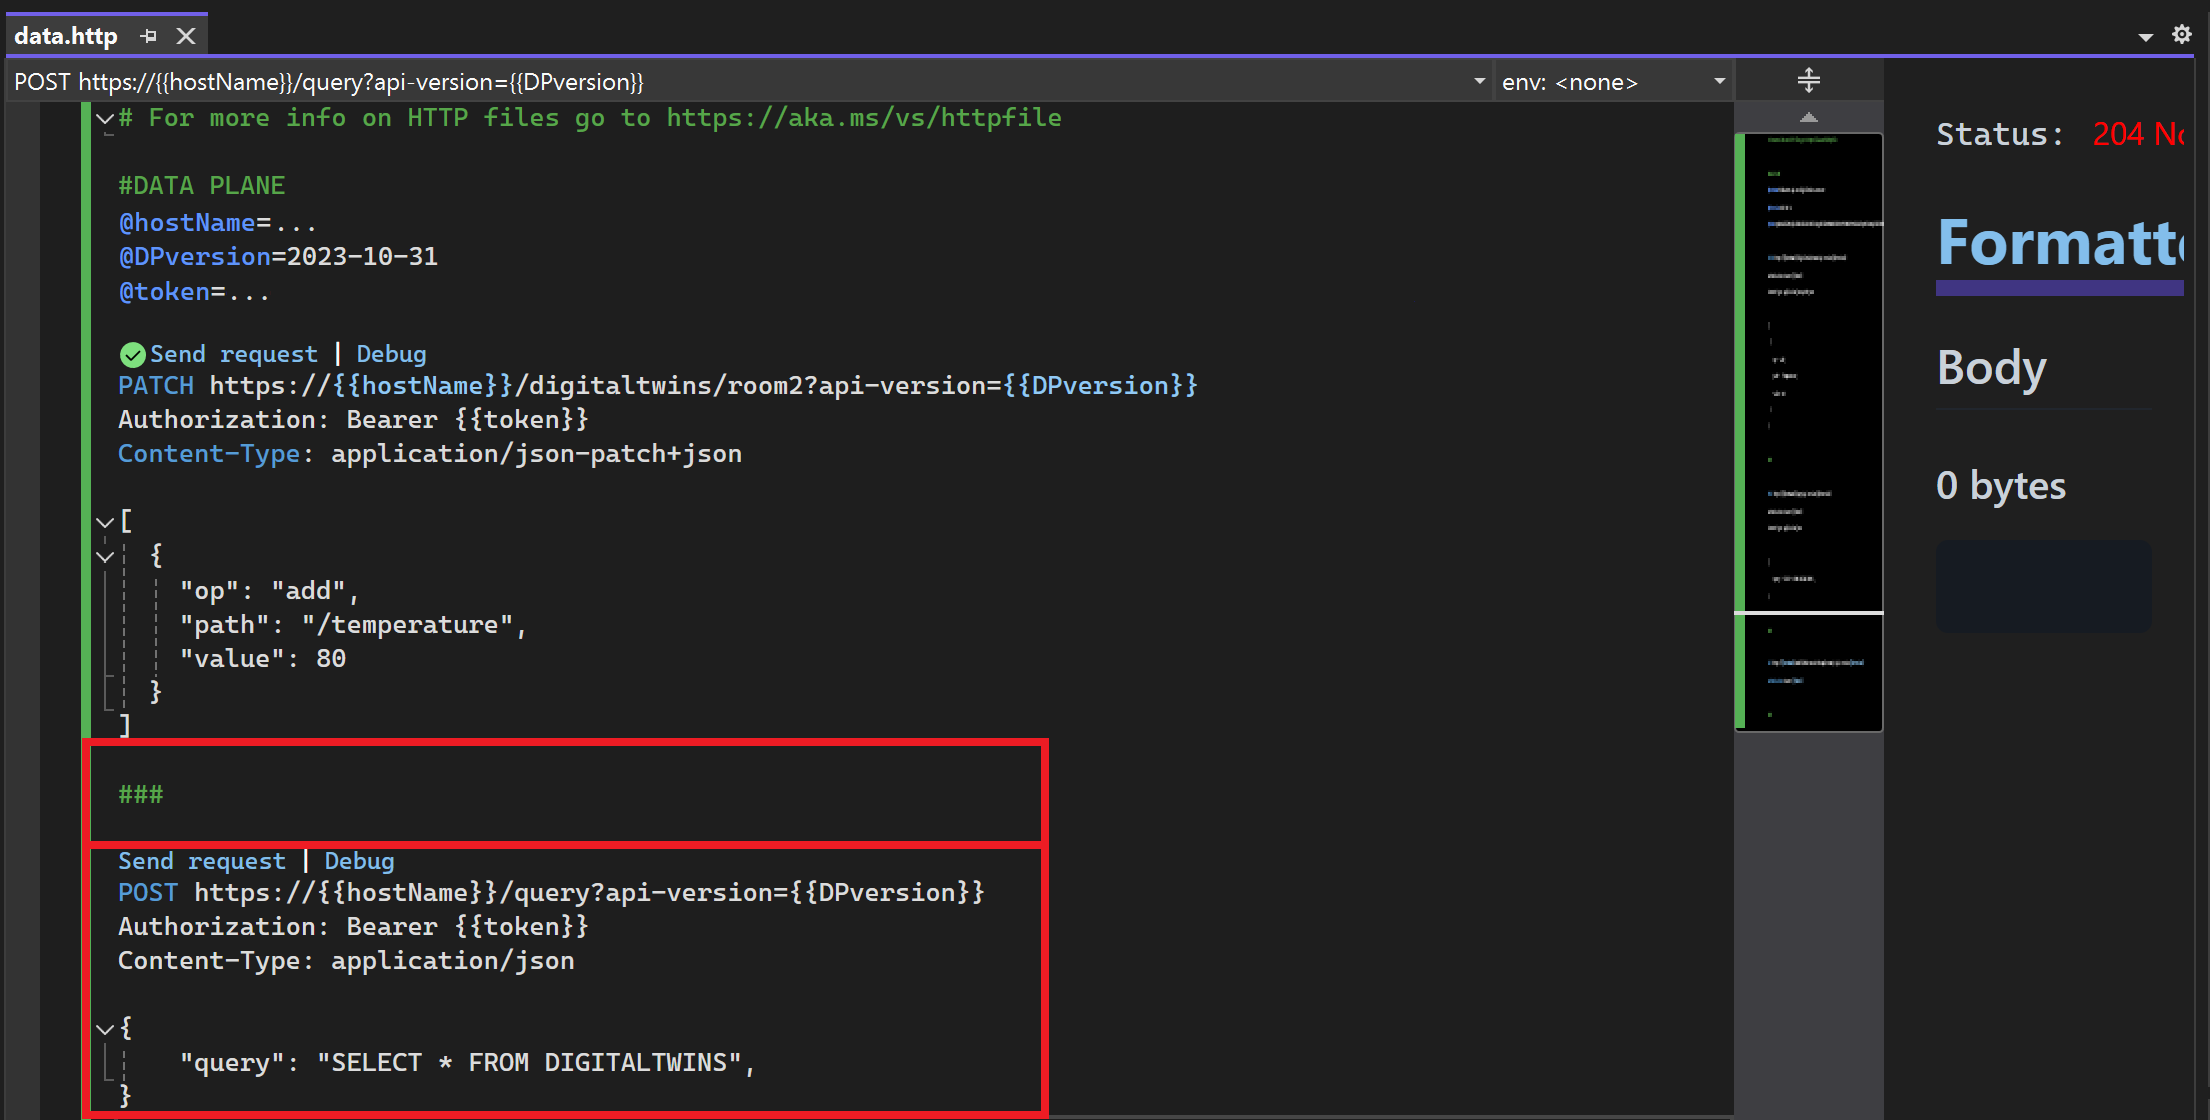 data.http
POST https://{{hostName}}/query?api-version={{DPversion}}
env: <none>
# For more info on HTTP files go to https://aka.ms/vs/httpfile
#DATA PLANE
@hostName=...
@DPversion=2023-10-31
@token=...
Send request | Debug
PATCH https://{{hostName}}/digitaltwins/room2?api-version={{DPversion}}
Authorization: Bearer {{token}}
Content-Type: application/json-patch+json
[
{
"op": "add",
"path": "/temperature",
"value": 80
}
]
###
Send request | Debug
POST https://{{hostName}}/query?api-version={{DPversion}}
Authorization: Bearer {{token}}
Content-Type: application/json
{
"query": "SELECT * FROM DIGITALTWINS",
}
Status: 204 No
Formatte
Body
0 bytes